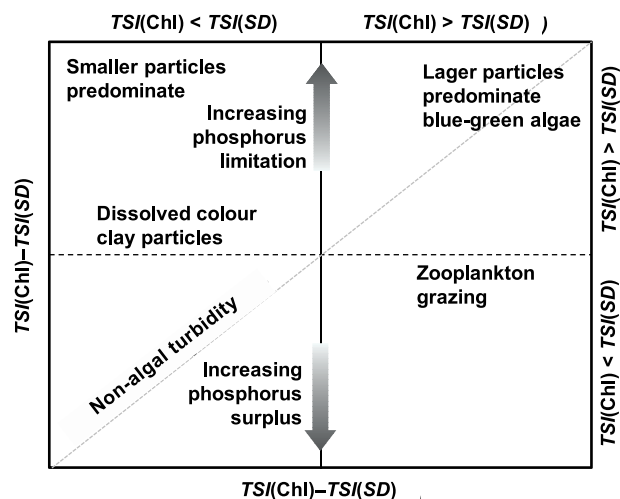 TSI(Chl) < TSI(SD)
TSI(Chl) > TSI(SD) )
Smaller particles
predominate
Increasing
phosphorus
limitation
Lager particles
predominate
blue-green algae
Dissolved colour
clay particles
Zooplankton
grazing
Non-algal turbidity
Increasing
phosphorus
surplus
TSI(Chl)–TSI(SD)
TSI(Chl) > TSI(SD)
TSI(Chl) < TSI(SD)
TSI(Chl)–TSI(SD)